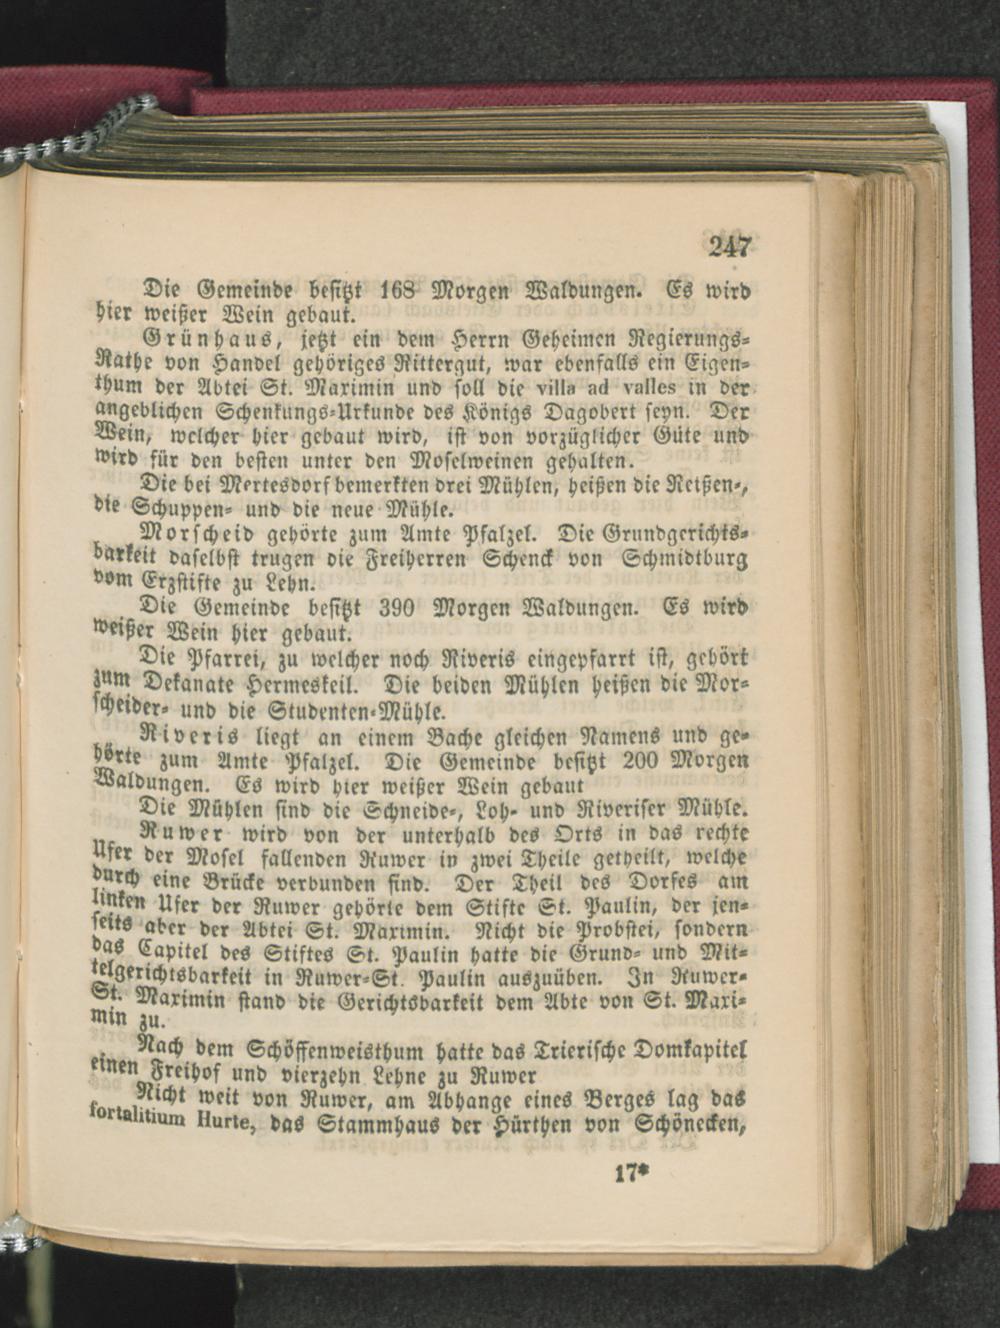 247
Die Gemeinde besitzt 168 Morgen Waldungen. Es wird
hier weißer Wein gebaut.
Grünhaus, jetzt ein dem Herrn Geheimen Regierungs-
Rathe von Handel gehöriges Rittergut, war ebenfalls ein Eigen-
thum der Abtei St. Maximin und soll die villa ad valles in der
angeblichen Schenkungs-Urkunde des Königs Dagobert seyn. Der
Wein, welcher hier gebaut wird, ist von vorzüglicher Güte und
wird für den besten unter den Moselweinen gehalten.
Die bei Mertesdorf bemerkten drei Mühlen, heißen die Reißen-,
die Schuppen- und die neue Mühle.
Morscheid gehörte zum Amte Pfalzel. Die Grundgerichts-
barkeit daselbst trugen die Freiherren Schenck von Schmidtburg
vom Erzstifte zu Lehn.
Die Gemeinde besitzt 390 Morgen Waldungen. Es wird
weißer Wein hier gebaut.
Die Pfarrei, zu welcher noch Riveris eingepfarrt ist, gehört
zum Dekanate Hermeskeil. Die beiden Mühlen heißen die Mor-
scheider- und die Studenten-Mühle.
Riveris liegt an einem Bache gleichen Namens und ge-
hörte zum Amte Pfalzel. Die Gemeinde besitzt 200 Morgen
Waldungen. Es wird hier weißer Wein gebaut
Die Mühlen sind die Schneide-, Loh- und Riveriser Mühle.
Ruwer wird von der unterhalb des Orts in das rechte
Ufer der Mosel fallenden Ruwer in zwei Theile getheilt, welche
durch eine Brücke verbunden sind. Der Theil des Dorfes am
linken Ufer der Ruwer gehörte dem Stifte St. Paulin, der jen-
seits aber der Abtei St. Maximin. Nicht die Probstei, sondern
das Capitel des Stiftes St. Paulin hatte die Grund- und Mit-
telgerichtsbarkeit in Ruwer-St. Paulin auszuüben. In Ruwer-
St. Maximin stand die Gerichtsbarkeit dem Abte von St. Maxi-
min zu.
Nach dem Schöffenweisthum hatte das Trierische Domkapitel
einen Freihof und vierzehn Lehne zu Ruwer
Nicht weit von Ruwer, am Abhange eines Berges lag das
fortalitium Hurte, das Stammhaus der Hürthen von Schönecken,
17*